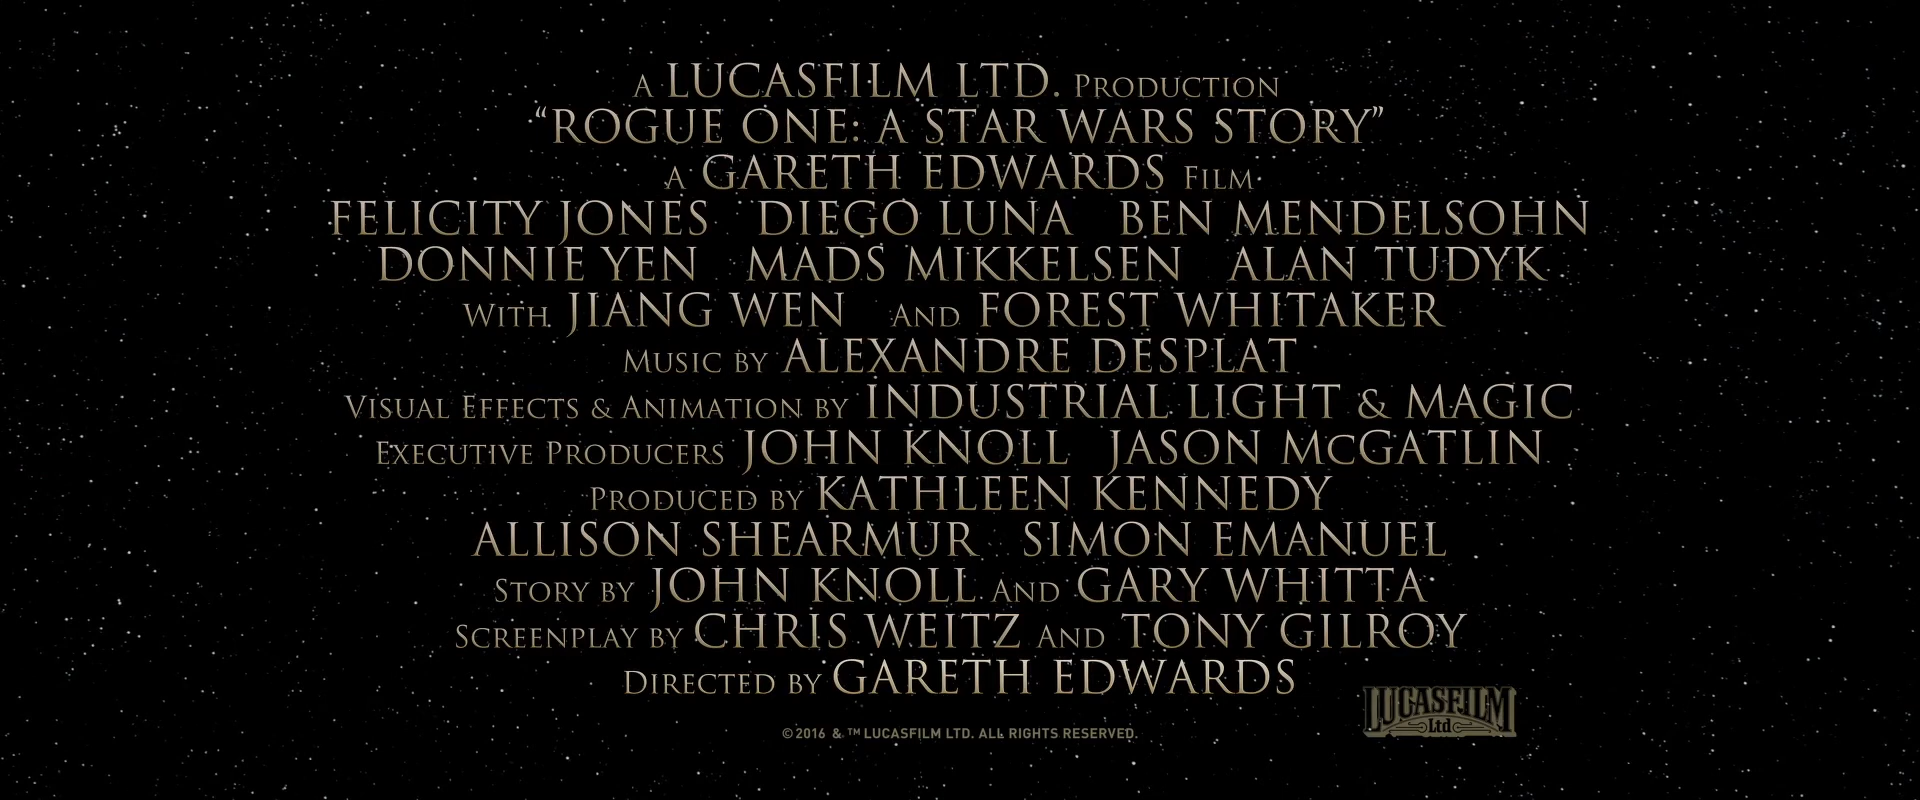 A LUCASFILM LTD. PRODUCTION
“ROGUE ONE: A STAR WARS STORY”
A GARETH EDWARDS FILM
FELICITY JONES DIEGO LUNA BEN MENDELSOHN
DONNIE YEN MADS MIKKELSEN ALAN TUDYK
WITH JIANG WEN AND FOREST WHITAKER
MUSIC BY ALEXANDRE DESPLAT
VISUAL EFFECTS & ANIMATION BY INDUSTRIAL LIGHT & MAGIC
EXECUTIVE PRODUCERS JOHN KNOLL JASON McGATLIN
PRODUCED BY KATHLEEN KENNEDY
ALLISON SHEARMUR SIMON EMANUEL
STORY BY JOHN KNOLL AND GARY WHITTA
SCREENPLAY BY CHRIS WEITZ AND TONY GILROY
DIRECTED BY GARETH EDWARDS
LUCASFILM
Ltd
©2016 & ™ LUCASFILM LTD. ALL RIGHTS RESERVED.